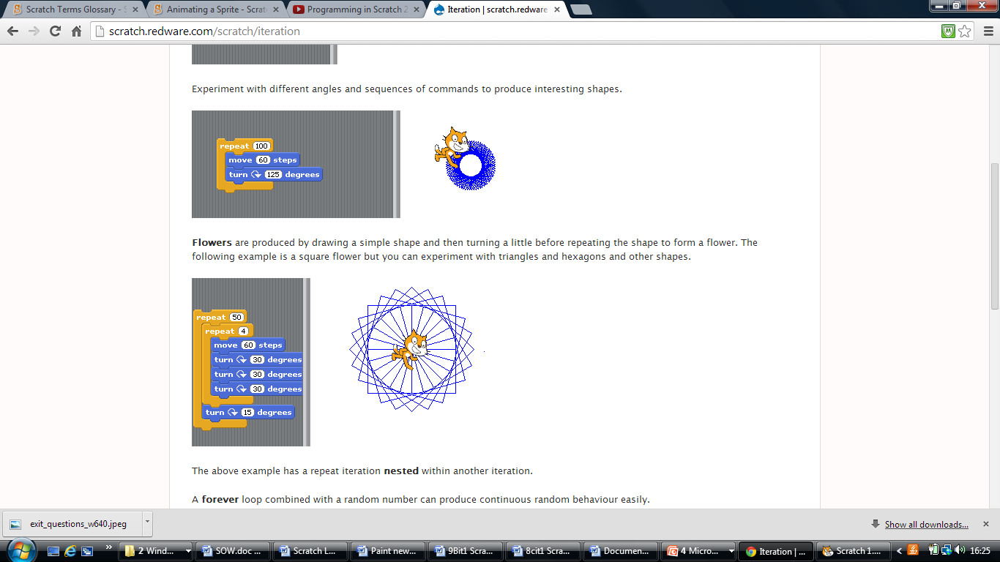 Scratch Terms Glossary - S
Animating a Sprite - Scrat
Programming in Scratch 2
Iteration | scratch.redware
scratch.redware.com/scratch/iteration
Experiment with different angles and sequences of commands to produce interesting shapes.
repeat 100
move 60 steps
turn 125 degrees
Flowers are produced by drawing a simple shape and then turning a little before repeating the shape to form a flower. The
following example is a square flower but you can experiment with triangles and hexagons and other shapes.
repeat 50
repeat 4
move 60 steps
turn 30 degrees
turn 30 degrees
turn 30 degrees
turn 15 degrees
The above example has a repeat iteration nested within another iteration.
A forever loop combined with a random number can produce continuous random behaviour easily.
exit_questions_w640.jpeg
Show all downloads...
2 Wind...
SOW.doc ...
Scratch L...
Paint new...
9Bit1 Scra...
8cit1 Scra...
Documen...
4 Micro...
Iteration | ...
Scratch 1....
16:25